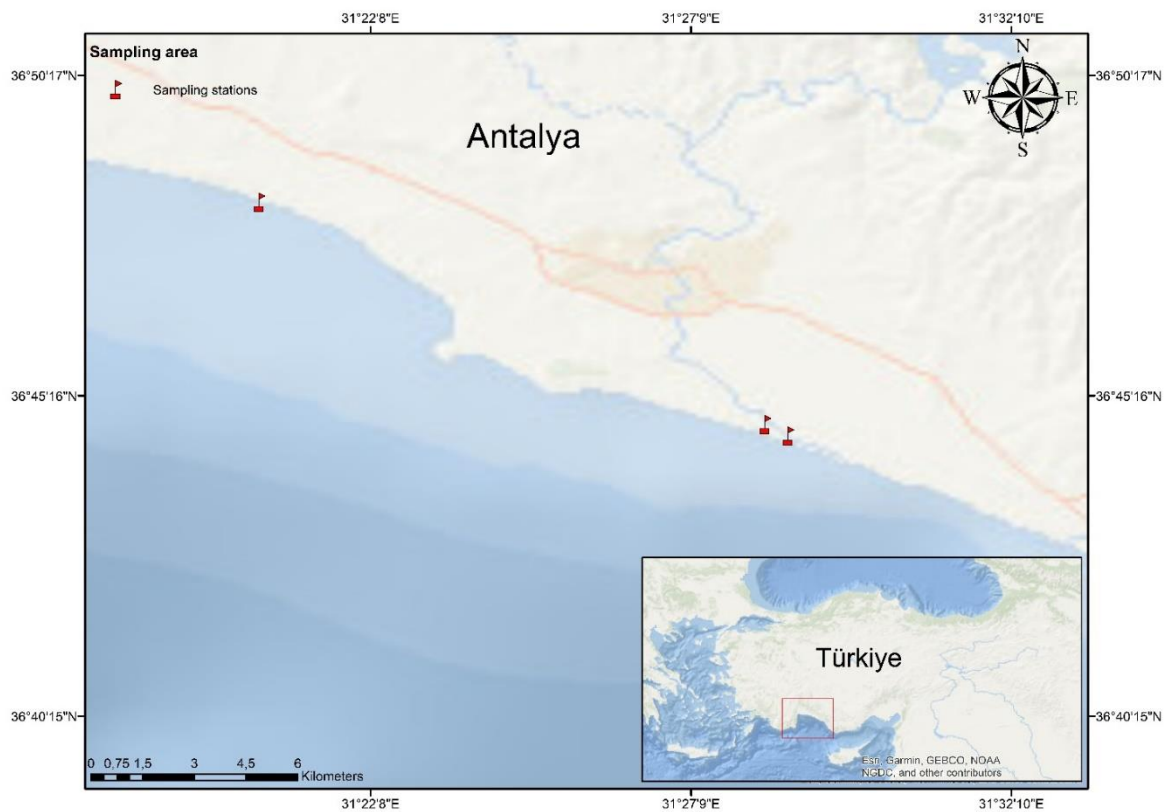 31°22'8"E
31°27'9"E
31°32'10"E
Sampling area
36°50'17"N
Sampling stations
Antalya
N
W
E
S
36°50'17"N
36°45'16"N
36°45'16"N
Türkiye
36°40'15"N
36°40'15"N
0 0,75 1,5 3 4,5 6
Kilometers
Esri, Garmin, GEBCO, NOAA
NGDC, and other contributors
31°22'8"E
31°27'9"E
31°32'10"E